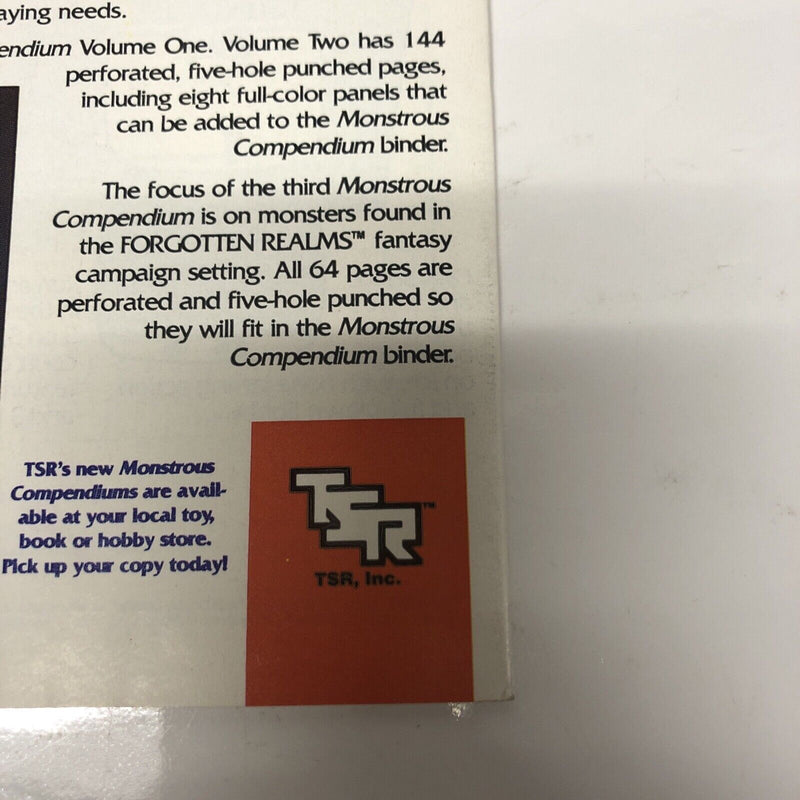 aying needs.
endium Volume One. Volume Two has 144
perforated, five-hole punched pages,
including eight full-color panels that
can be added to the Monstrous
Compendium binder.
The focus of the third Monstrous
Compendium is on monsters found in
the FORGOTTEN REALMS™ fantasy
campaign setting. All 64 pages are
perforated and five-hole punched so
they will fit in the Monstrous
Compendium binder.
TSR's new Monstrous
Compendiums are avail-
able at your local toy,
book or hobby store.
Pick up your copy today!
TSR™
TSR, Inc.